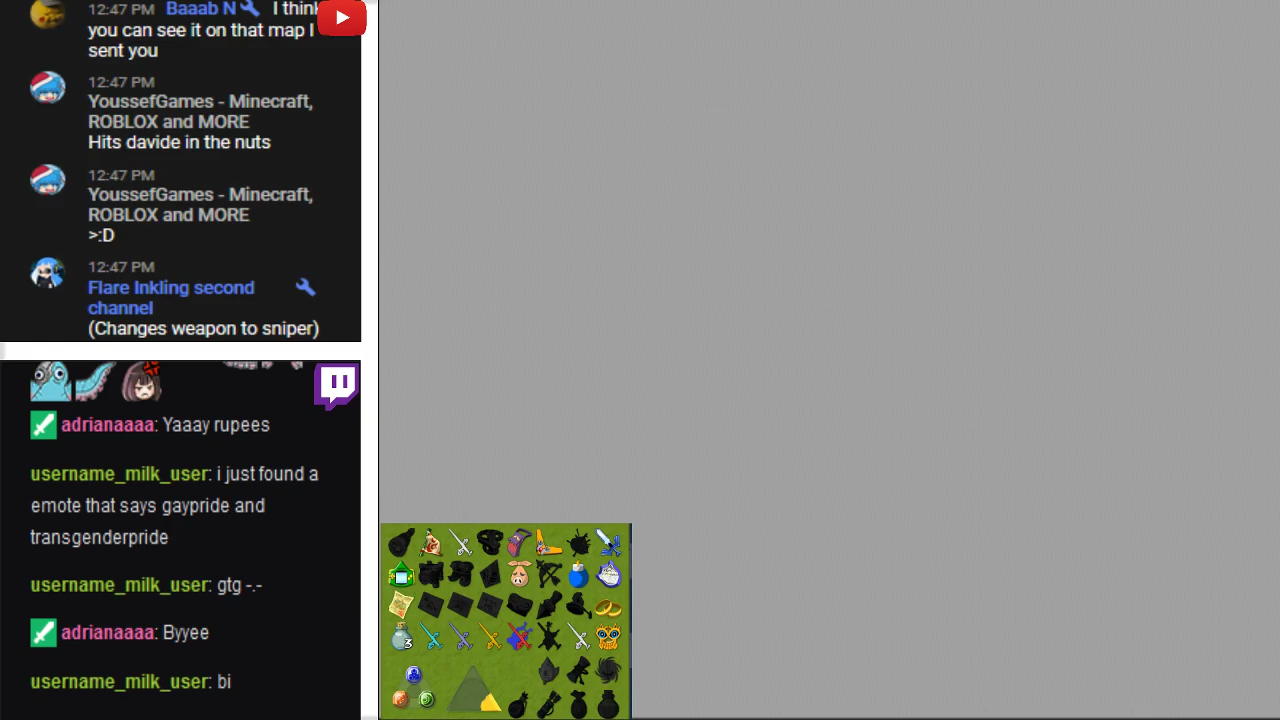 12:47 PM Baaab N I think
you can see it on that map I
sent you
12:47 PM
YoussefGames - Minecraft,
ROBLOX and MORE
Hits davide in the nuts
12:47 PM
YoussefGames - Minecraft,
ROBLOX and MORE
>:D
12:47 PM
Flare Inkling second
channel
(Changes weapon to sniper)
adrianaaaa: Yaaay rupees
username_milk_user: i just found a
emote that says gaypride and
transgenderpride
username_milk_user: gtg -.-
adrianaaaa: Byyee
username_milk_user: bi
3